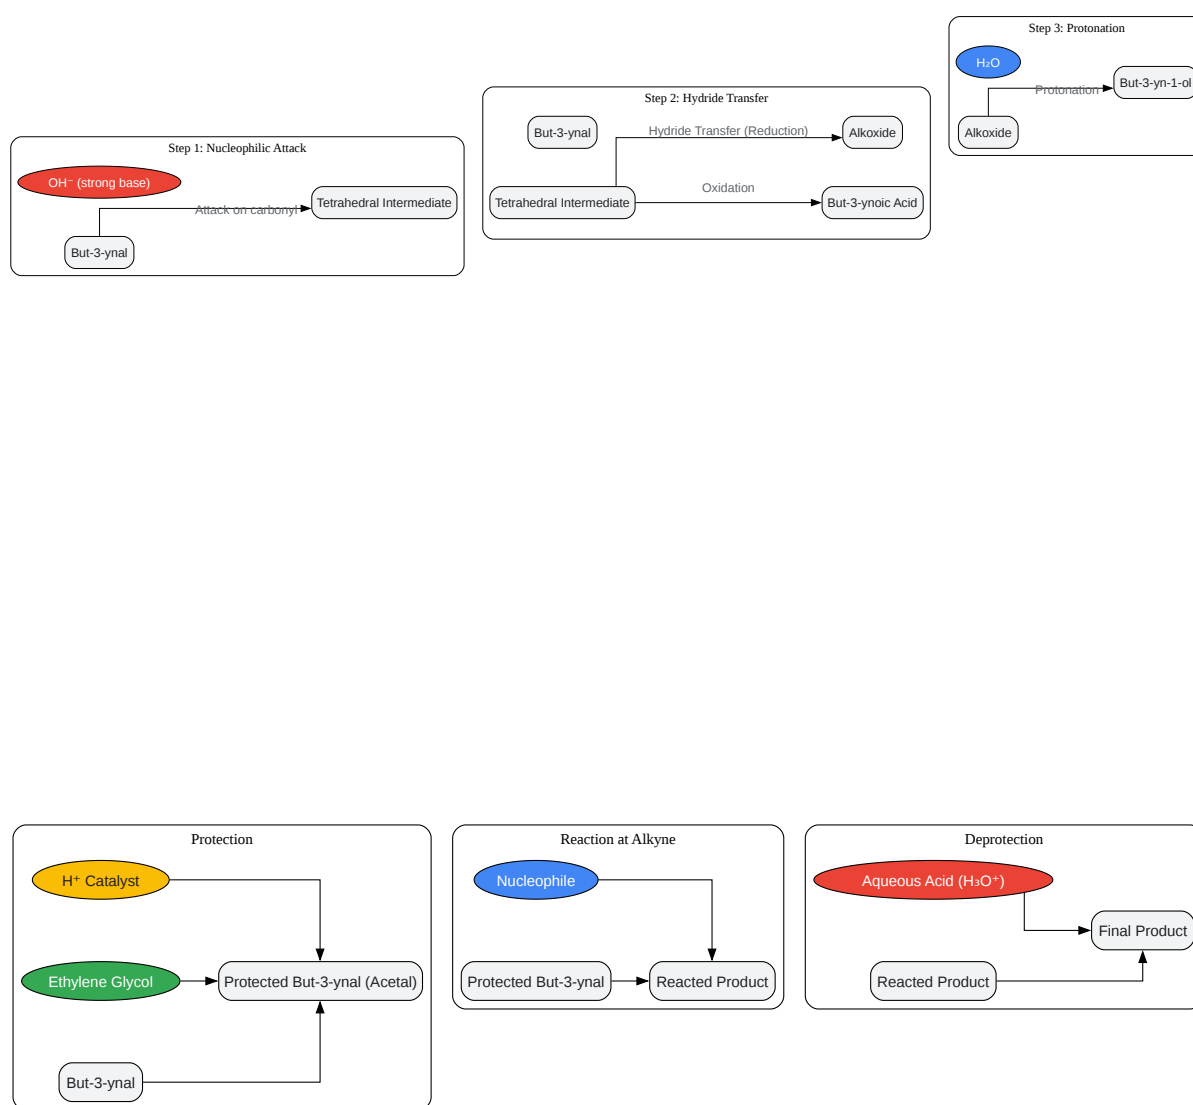 Step 1: Nucleophilic Attack
OH⁻ (strong base)
Attack on carbonyl
Tetrahedral Intermediate
But-3-ynal
Step 2: Hydride Transfer
But-3-ynal
Hydride Transfer (Reduction)
Alkoxide
Tetrahedral Intermediate
Oxidation
But-3-ynoic Acid
Step 3: Protonation
H₂O
Protonation
But-3-yn-1-ol
Alkoxide
Protection
H⁺ Catalyst
Ethylene Glycol
Protected But-3-ynal (Acetal)
But-3-ynal
Reaction at Alkyne
Nucleophile
Protected But-3-ynal
Reacted Product
Deprotection
Aqueous Acid (H₃O⁺)
Final Product
Reacted Product